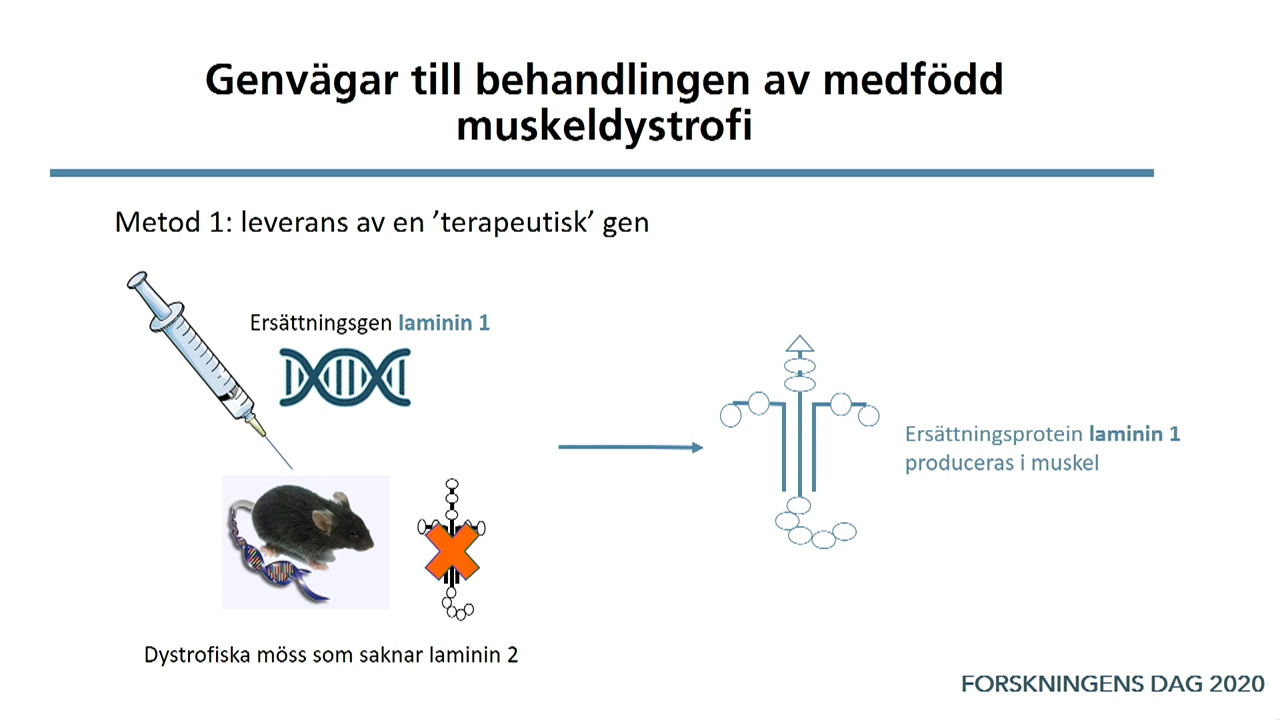 Genvägar till behandlingen av medfödd
muskeldystrofi
Metod 1: leverans av en ’terapeutisk’ gen
Ersättningsgen laminin 1
Ersättningsprotein laminin 1
produceras i muskel
Dystrofiska möss som saknar laminin 2
FORSKNINGENS DAG 2020